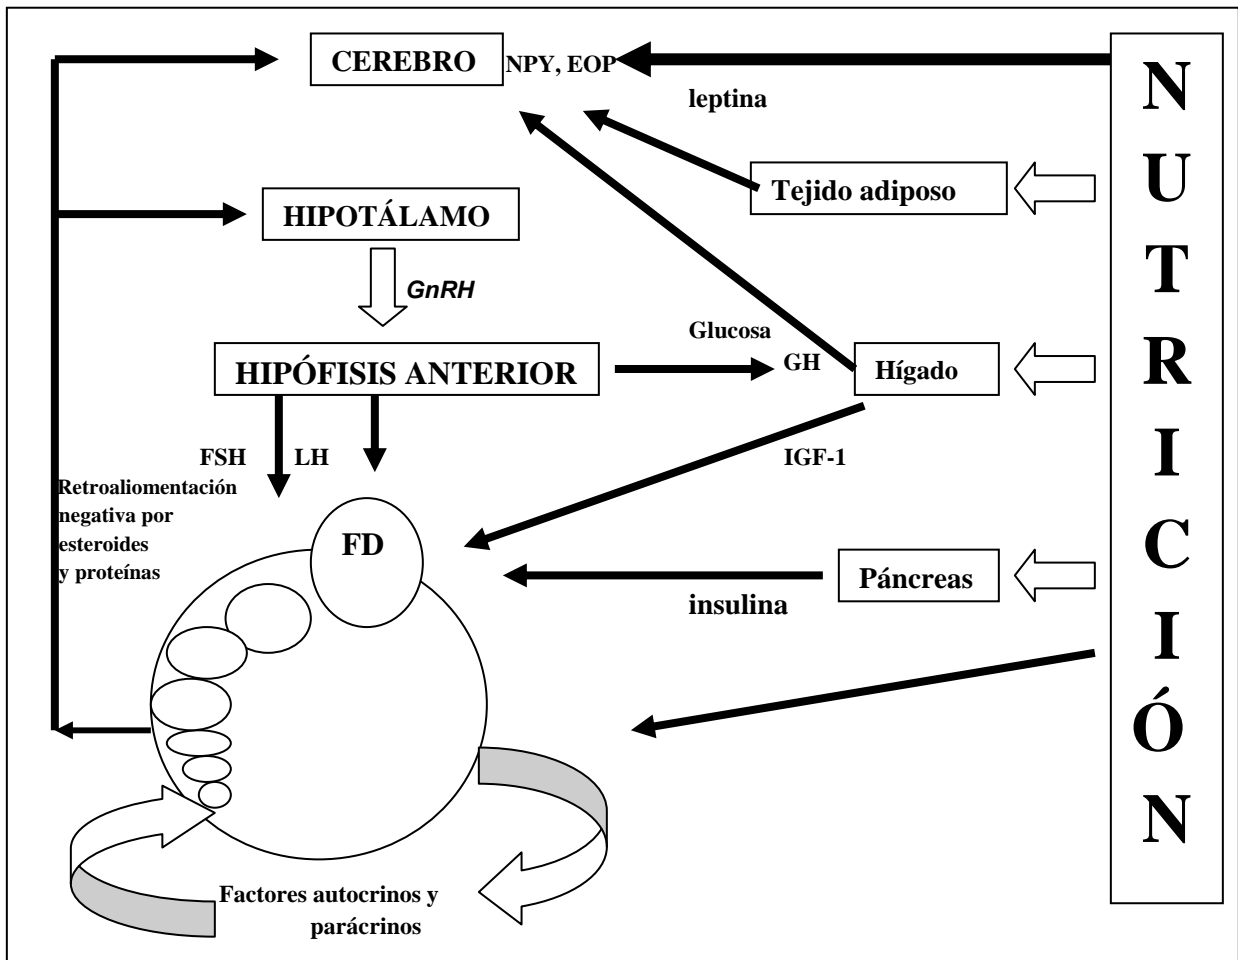 CEREBRO NPY, EOP
leptina
Tejido adiposo
HIPOTÁLAMO
GnRH
Glucosa
HIPÓFISIS ANTERIOR
GH
Hígado
FSH LH
IGF-1
Retroaliomentación
negativa por
esteroides
y proteínas
FD
Páncreas
insulina
Factores autocrinos y
parácrinos
N
U
T
R
I
C
I
Ó
N